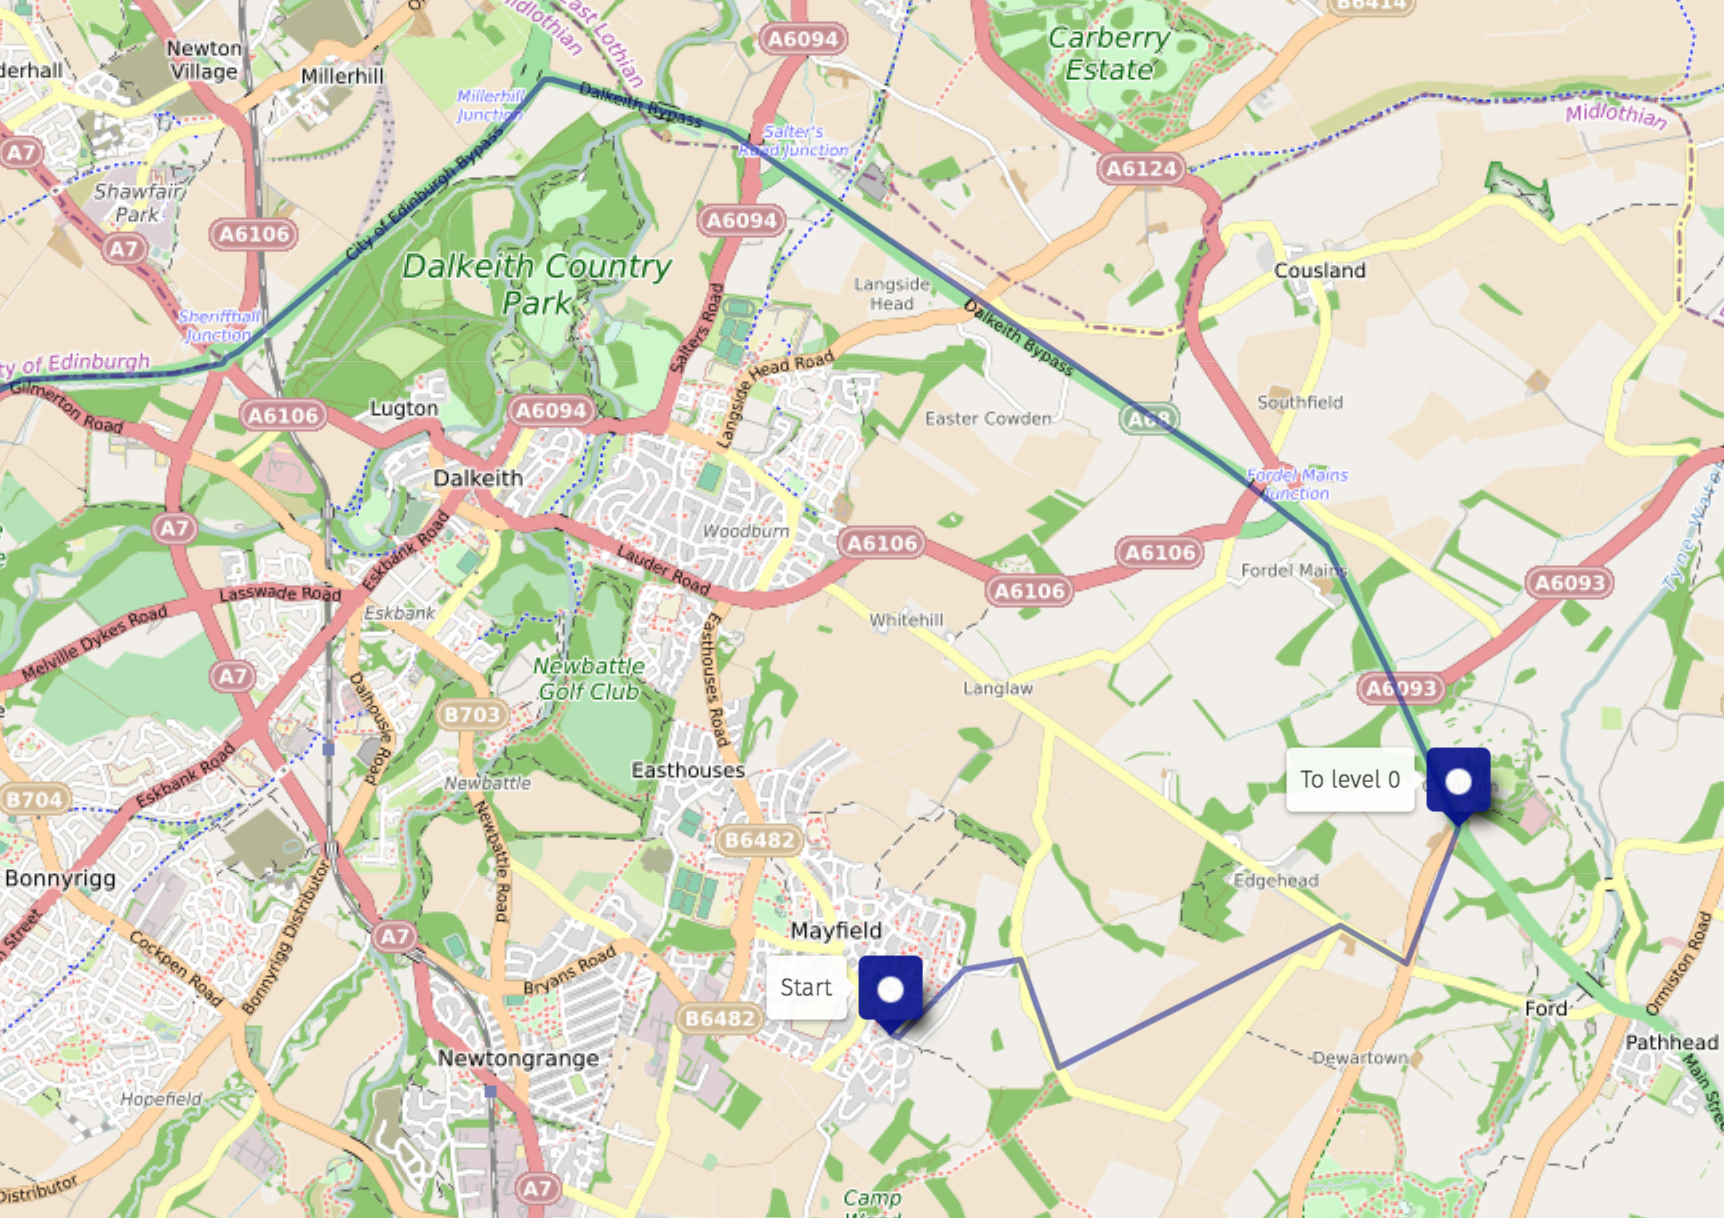 B6414
Midlothian
East Lothian
A6094
Carberry
Estate
Newton
Village
Millerhill
derhall
Millerhill
Junction
Dalkeith Bypass
Salter's
Road Junction
Midlothian
A7
A6124
Shawfair
Park
City of Edinburgh Bypass
A6106
A7
A6094
Dalkeith Country
Park
Cousland
Langside
Head
Sheriffhall
Junction
Dalkeith Bypass
Salters Road
ty of Edinburgh
Gilmerton Road
Langside Head Road
A6106
Lugton
A6094
Easter Cowden
A68
Southfield
Dalkeith
Fordel Mains
Junction
A7
Woodburn
A6106
A6106
Tyne Water
Eskbank Road
Lauder Road
Fordel Mains
A6093
Lasswade Road
A6106
Melville Dykes Road
Eskbank
Easthouses Road
Whitehill
A7
Newbattle
Golf Club
Langlaw
A6093
B703
Dalhouse Road
Eskbank Road
Easthouses
To level 0
B704
Newbattle
B6482
Newbattle Road
Bonnyrigg
Edgehead
Street
Bonnyrigg Distributor
Mayfield
A7
Cockpen Road
Bryans Road
Start
Ormiston Road
B6482
Ford
Newtongrange
Dewartown
Pathhead
Main Stre
Hopefield
Distributor
A7
Camp